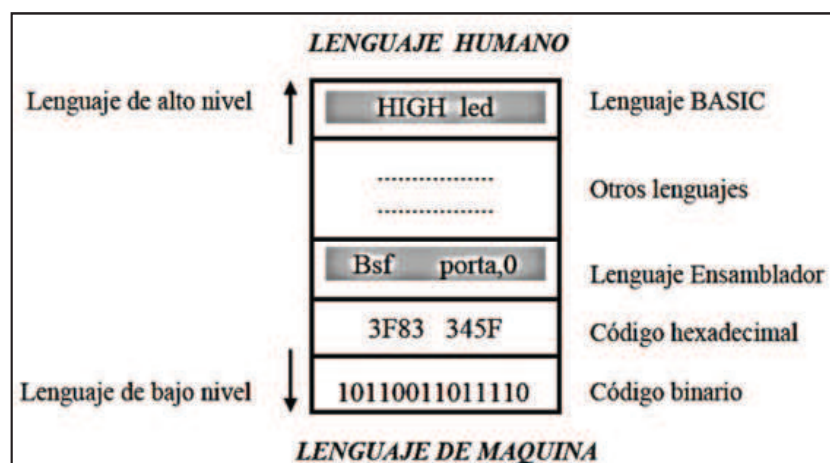 LENGUAJE HUMANO
Lenguaje de alto nivel
HIGH led
Lenguaje BASIC
................
................
Otros lenguajes
Bsf porta,0
Lenguaje Ensamblador
3F83 345F
Código hexadecimal
Lenguaje de bajo nivel
10110011011110
Código binario
LENGUAJE DE MAQUINA